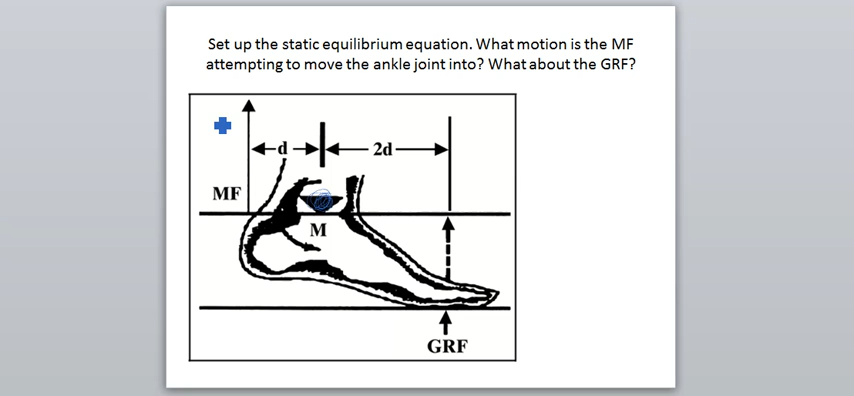 Set up the static equilibrium equation. What motion is the MF
attempting to move the ankle joint into? What about the GRF?
d
2d
MF
M
GRF